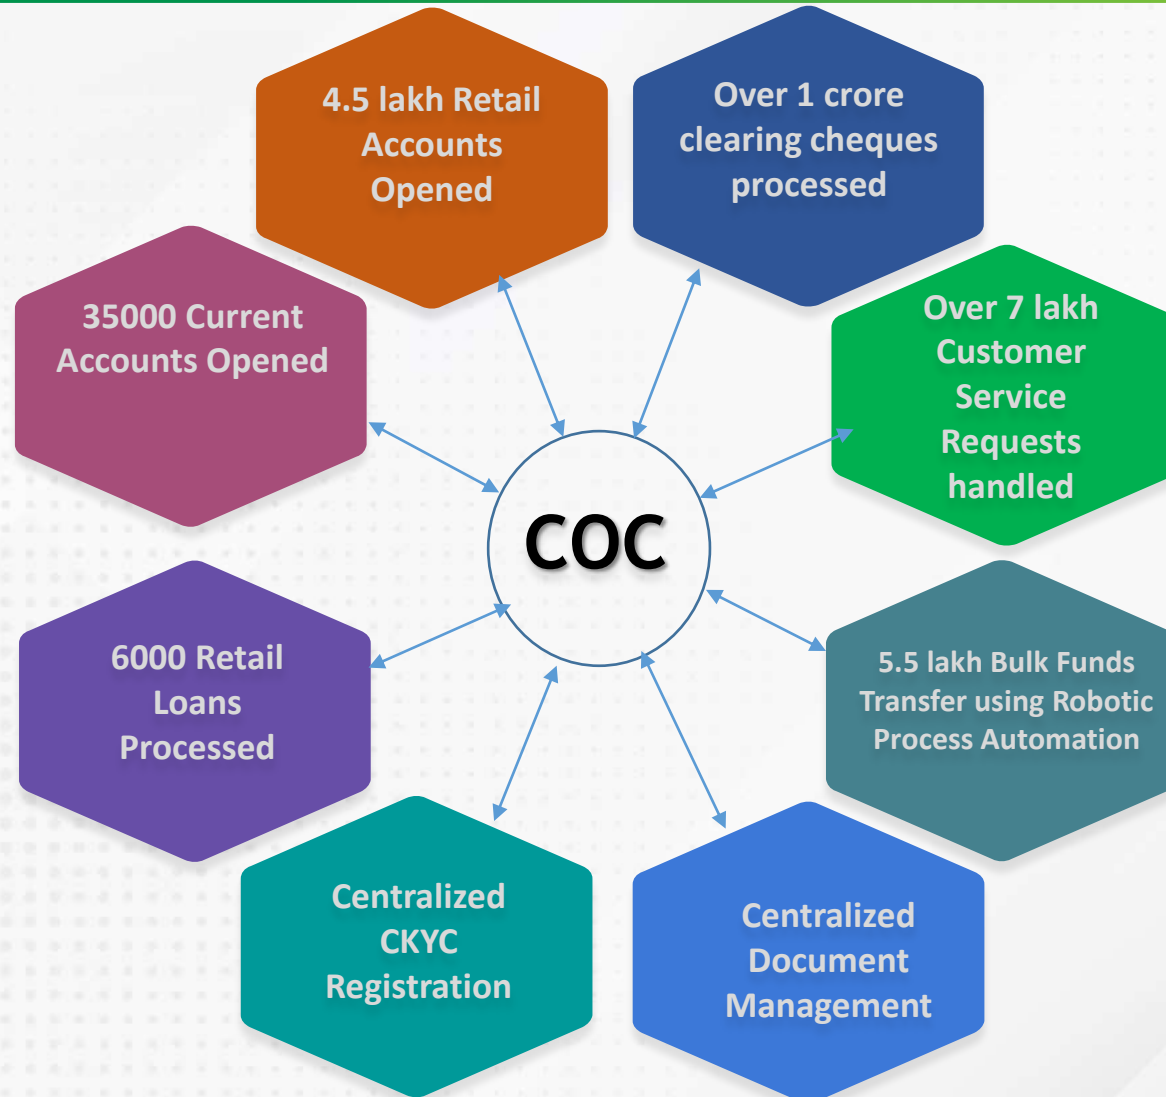 4.5 lakh Retail
Accounts
Opened
Over 1 crore
clearing cheques
processed
35000 Current
Accounts Opened
Over 7 lakh
Customer
Service
Requests
handled
COC
6000 Retail
Loans
Processed
5.5 lakh Bulk Funds
Transfer using Robotic
Process Automation
Centralized
CKYC
Registration
Centralized
Document
Management